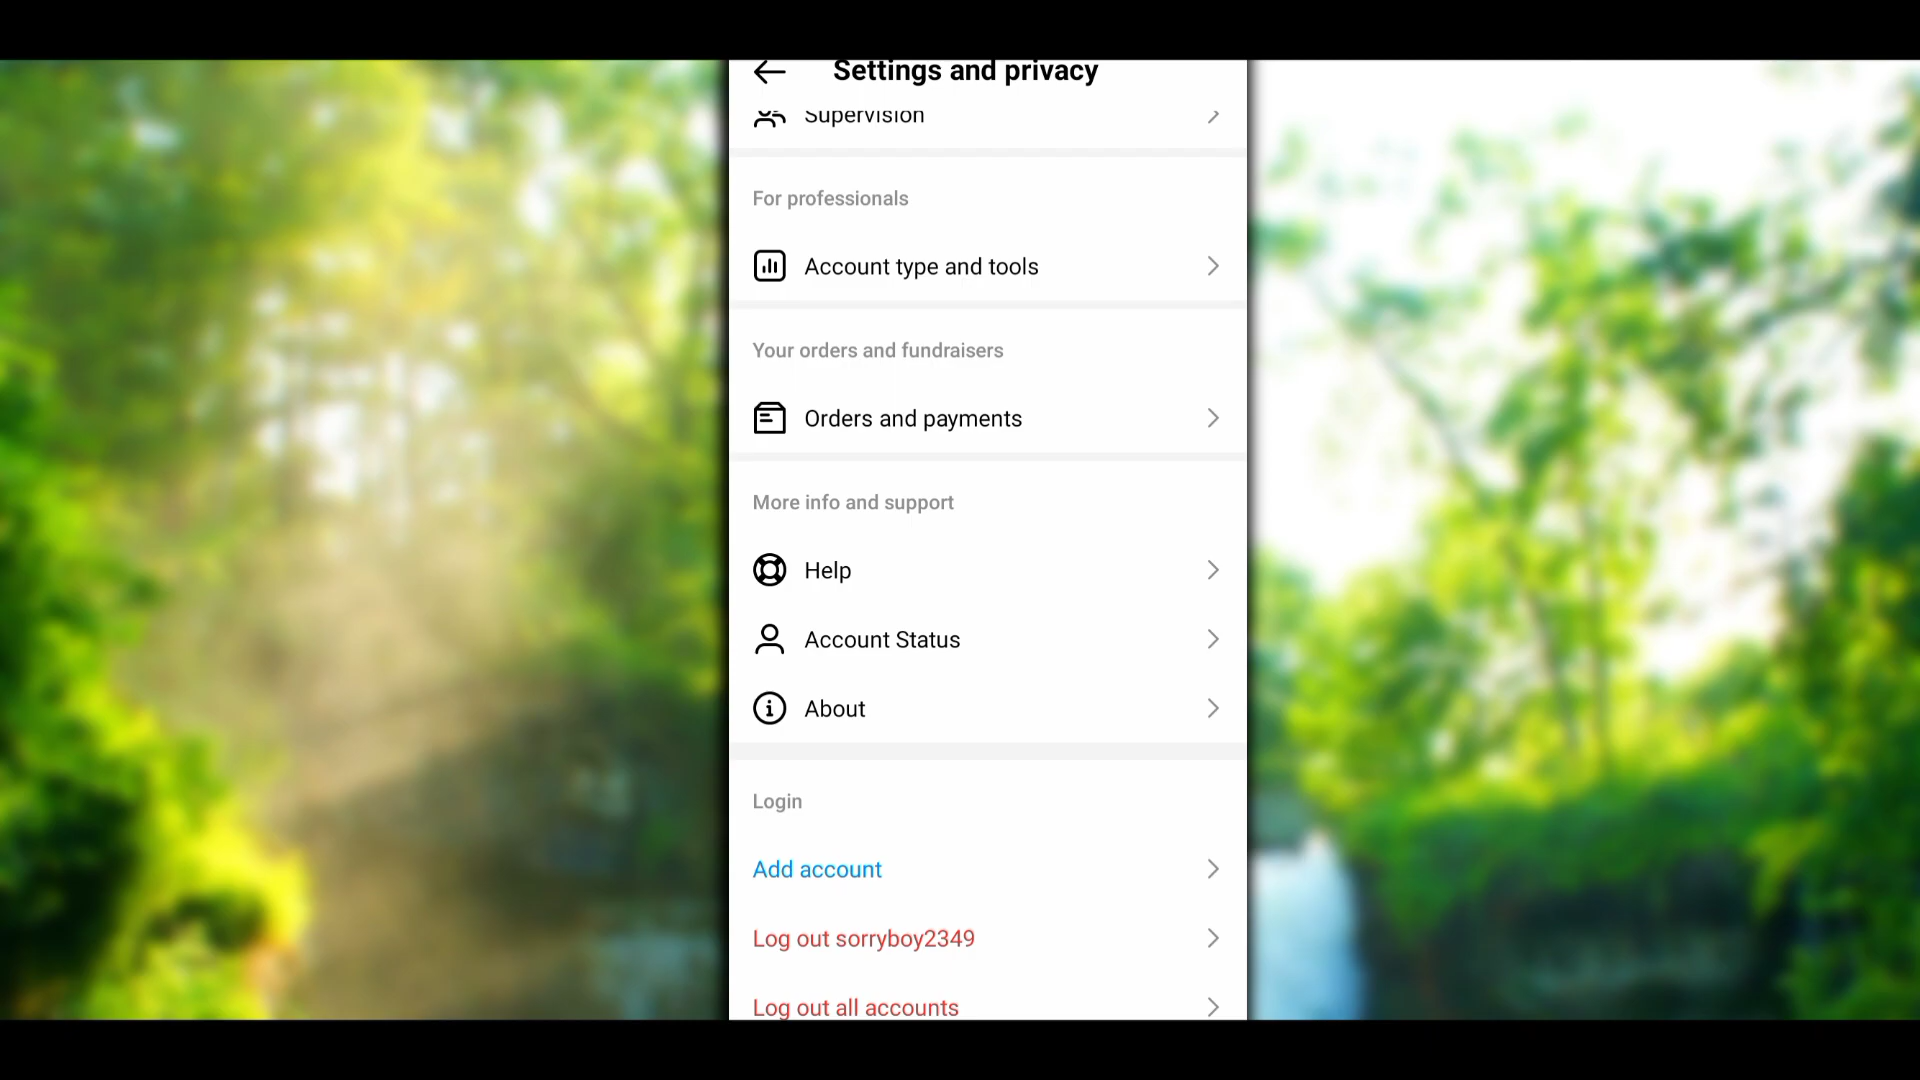 Settings and privacy
Supervision
For professionals
Account type and tools
Your orders and fundraisers
Orders and payments
More info and support
Help
Account Status
About
Login
Add account
Log out sorryboy2349
Log out all accounts